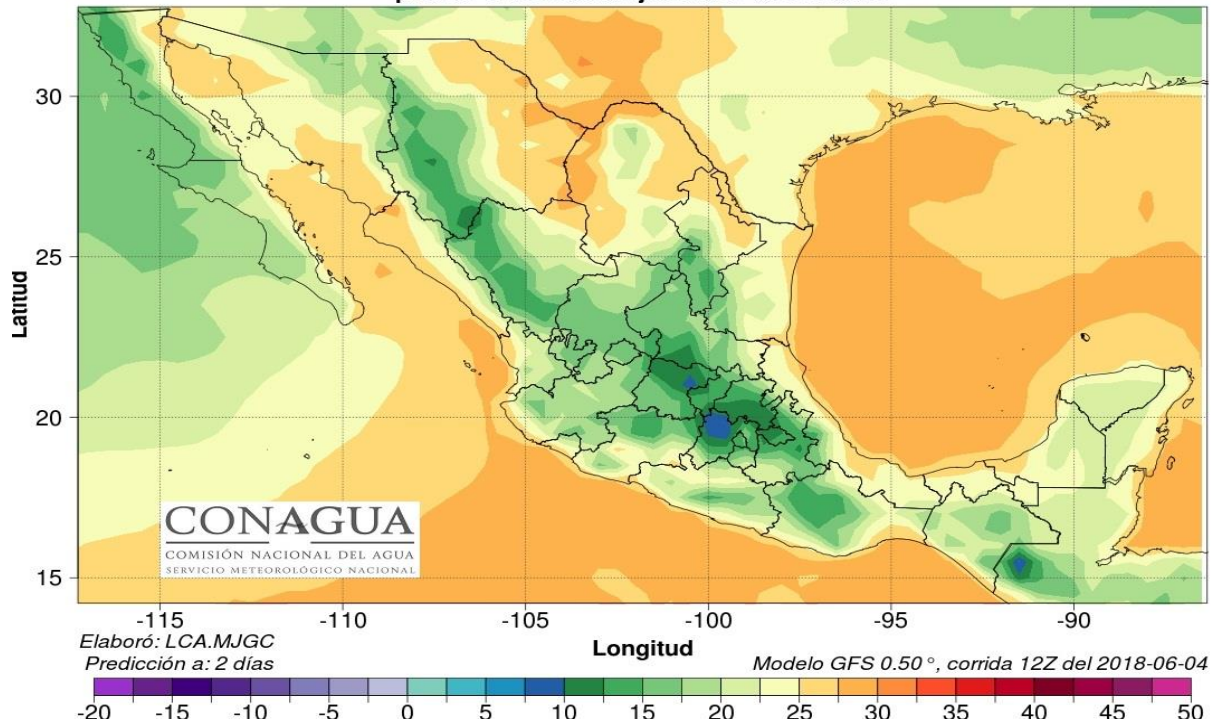 30
25
20
15
Latitud
CONAGUA
COMISIÓN NACIONAL DEL AGUA
SERVICIO METEOROLÓGICO NACIONAL
-115 -110 -105 -100 -95 -90
Longitud
Elaboró: LCA.MJGC
Predicción a: 2 días
Modelo GFS 0.50°, corrida 12Z del 2018-06-04
-20 -15 -10 -5 0 5 10 15 20 25 30 35 40 45 50